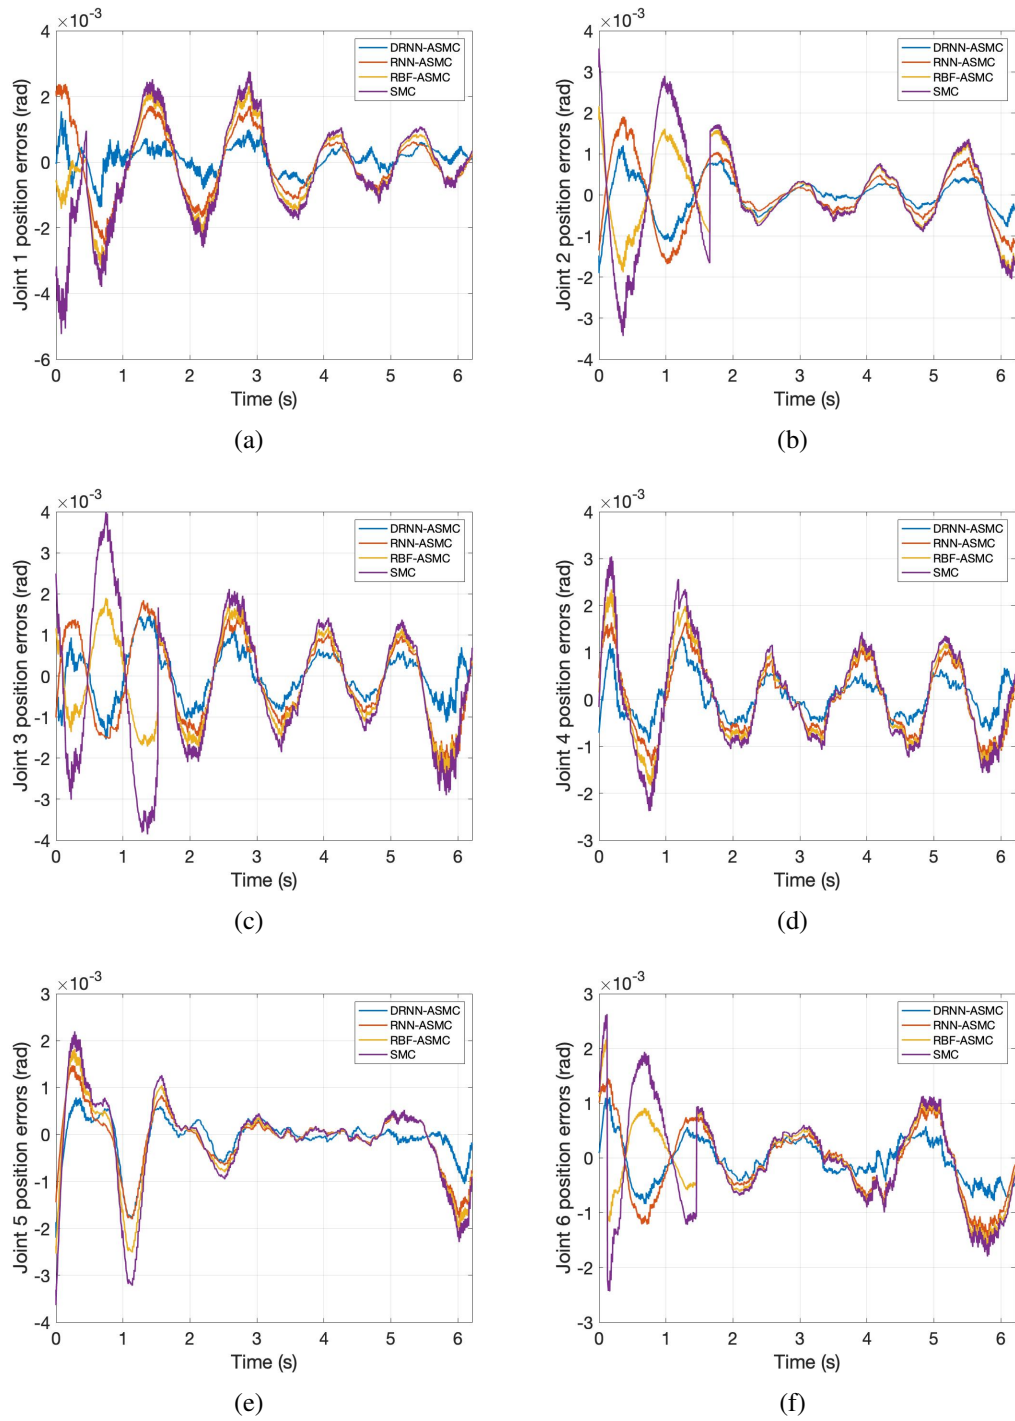 ×10⁻³
Joint 1 position errors (rad)
4
2
0
-2
-4
-6
DRNN-ASMC
RNN-ASMC
RBF-ASMC
SMC
0 1 2 3 4 5 6
Time (s)
(a)
×10⁻³
Joint 2 position errors (rad)
4
3
2
1
0
-1
-2
-3
-4
DRNN-ASMC
RNN-ASMC
RBF-ASMC
SMC
0 1 2 3 4 5 6
Time (s)
(b)
×10⁻³
Joint 3 position errors (rad)
4
3
2
1
0
-1
-2
-3
-4
DRNN-ASMC
RNN-ASMC
RBF-ASMC
SMC
0 1 2 3 4 5 6
Time (s)
(c)
×10⁻³
Joint 4 position errors (rad)
4
3
2
1
0
-1
-2
-3
DRNN-ASMC
RNN-ASMC
RBF-ASMC
SMC
0 1 2 3 4 5 6
Time (s)
(d)
×10⁻³
Joint 5 position errors (rad)
3
2
1
0
-1
-2
-3
-4
DRNN-ASMC
RNN-ASMC
RBF-ASMC
SMC
0 1 2 3 4 5 6
Time (s)
(e)
×10⁻³
Joint 6 position errors (rad)
3
2
1
0
-1
-2
-3
DRNN-ASMC
RNN-ASMC
RBF-ASMC
SMC
0 1 2 3 4 5 6
Time (s)
(f)